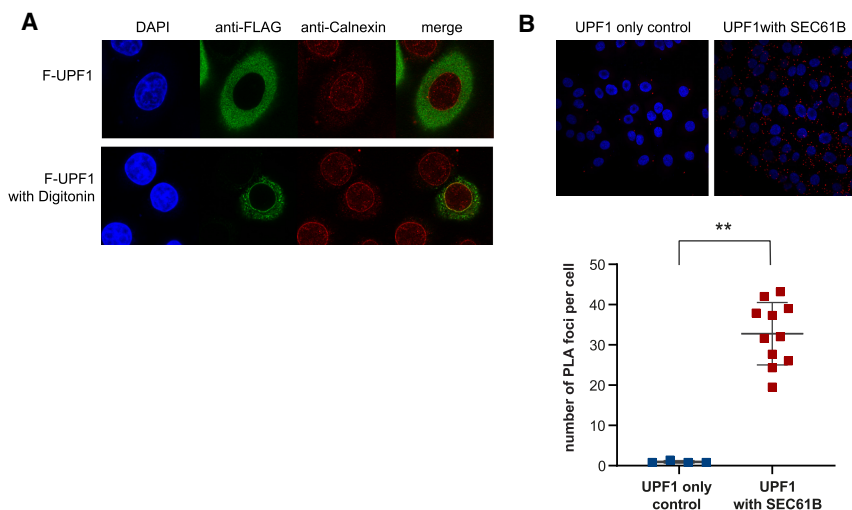 A
DAPI anti-FLAG anti-Calnexin merge
F-UPF1
F-UPF1
with Digitonin
B
UPF1 only control UPF1with SEC61B
**
number of PLA foci per cell
50
40
30
20
10
0
UPF1 only
control
UPF1
with SEC61B